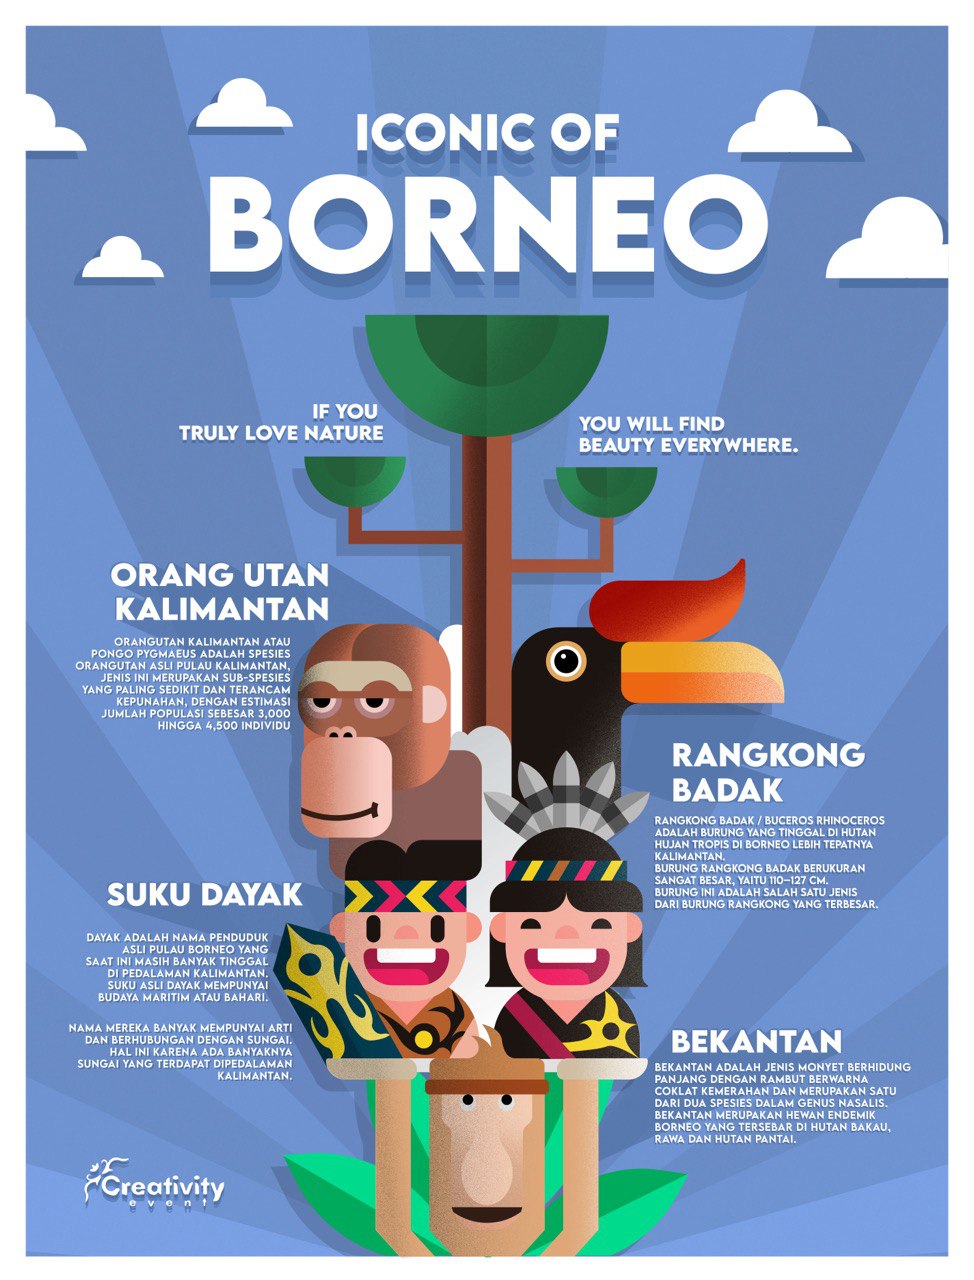 ICONIC OF
BORNEO
IF YOU
TRULY LOVE NATURE
YOU WILL FIND
BEAUTY EVERYWHERE.
ORANG UTAN
KALIMANTAN
ORANGUTAN KALIMANTAN ATAU
PONGO PYGMAEUS ADALAH SPESIES
ORANGUTAN ASLI PULAU KALIMANTAN,
JENIS INI MERUPAKAN SUB-SPESIES
YANG PALING SEDIKIT DAN TERANCAM
KEPUNAHAN, DENGAN ESTIMASI
JUMLAH POPULASI SEBESAR 3,000
HINGGA 4,500 INDIVIDU
RANGKONG
BADAK
RANGKONG BADAK / BUCEROS RHINOCEROS
ADALAH BURUNG YANG TINGGAL DI HUTAN
HUJAN TROPIS DI BORNEO LEBIH TEPATNYA
KALIMANTAN.
BURUNG RANGKONG BADAK BERUKURAN
SANGAT BESAR, YAITU 110–127 CM.
BURUNG INI ADALAH SALAH SATU JENIS
DARI BURUNG RANGKONG YANG TERBESAR.
SUKU DAYAK
DAYAK ADALAH NAMA PENDUDUK
ASLI PULAU BORNEO YANG
SAAT INI MASIH BANYAK TINGGAL
DI PEDALAMAN KALIMANTAN.
SUKU ASLI DAYAK MEMPUNYAI
BUDAYA MARITIM ATAU BAHARI.
NAMA MEREKA BANYAK MEMPUNYAI ARTI
DAN BERHUBUNGAN DENGAN SUNGAI.
HAL INI KARENA ADA BANYAKNYA
SUNGAI YANG TERDAPAT DIPEDALAMAN
KALIMANTAN.
BEKANTAN
BEKANTAN ADALAH JENIS MONYET BERHIDUNG
PANJANG DENGAN RAMBUT BERWARNA
COKLAT KEMERAHAN DAN MERUPAKAN SATU
DARI DUA SPESIES DALAM GENUS NASALIS.
BEKANTAN MERUPAKAN HEWAN ENDEMIK
BORNEO YANG TERSEBAR DI HUTAN BAKAU,
RAWA DAN HUTAN PANTAI.
Creativity
event